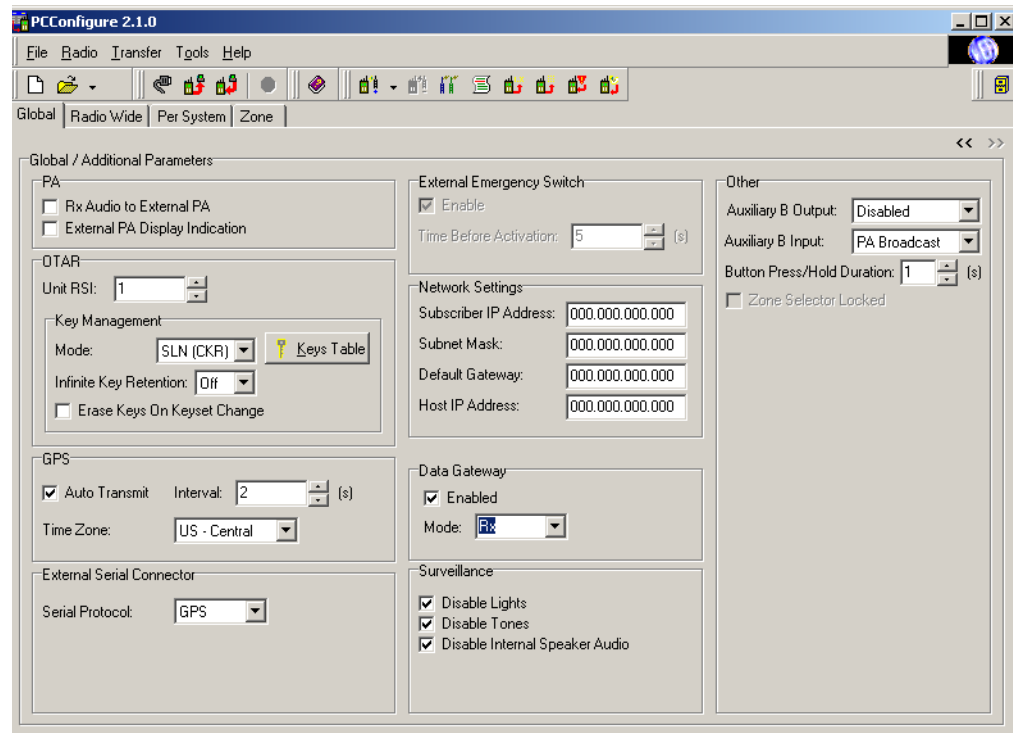 PCConfigure 2.1.0
File Radio Transfer Tools Help
Global Radio Wide Per System Zone
<< >>
Global / Additional Parameters
PA
Rx Audio to External PA
External PA Display Indication
OTAR
Unit RSI: 1
Key Management
Mode: SLN (CKR) Keys Table
Infinite Key Retention: Off
Erase Keys On Keyset Change
GPS
Auto Transmit Interval: 2 (s)
Time Zone: US - Central
External Serial Connector
Serial Protocol: GPS
External Emergency Switch
Enable
Time Before Activation: 5 (s)
Network Settings
Subscriber IP Address: 000.000.000.000
Subnet Mask: 000.000.000.000
Default Gateway: 000.000.000.000
Host IP Address: 000.000.000.000
Data Gateway
Enabled
Mode: Rx
Surveillance
Disable Lights
Disable Tones
Disable Internal Speaker Audio
Other
Auxiliary B Output: Disabled
Auxiliary B Input: PA Broadcast
Button Press/Hold Duration: 1 (s)
Zone Selector Locked